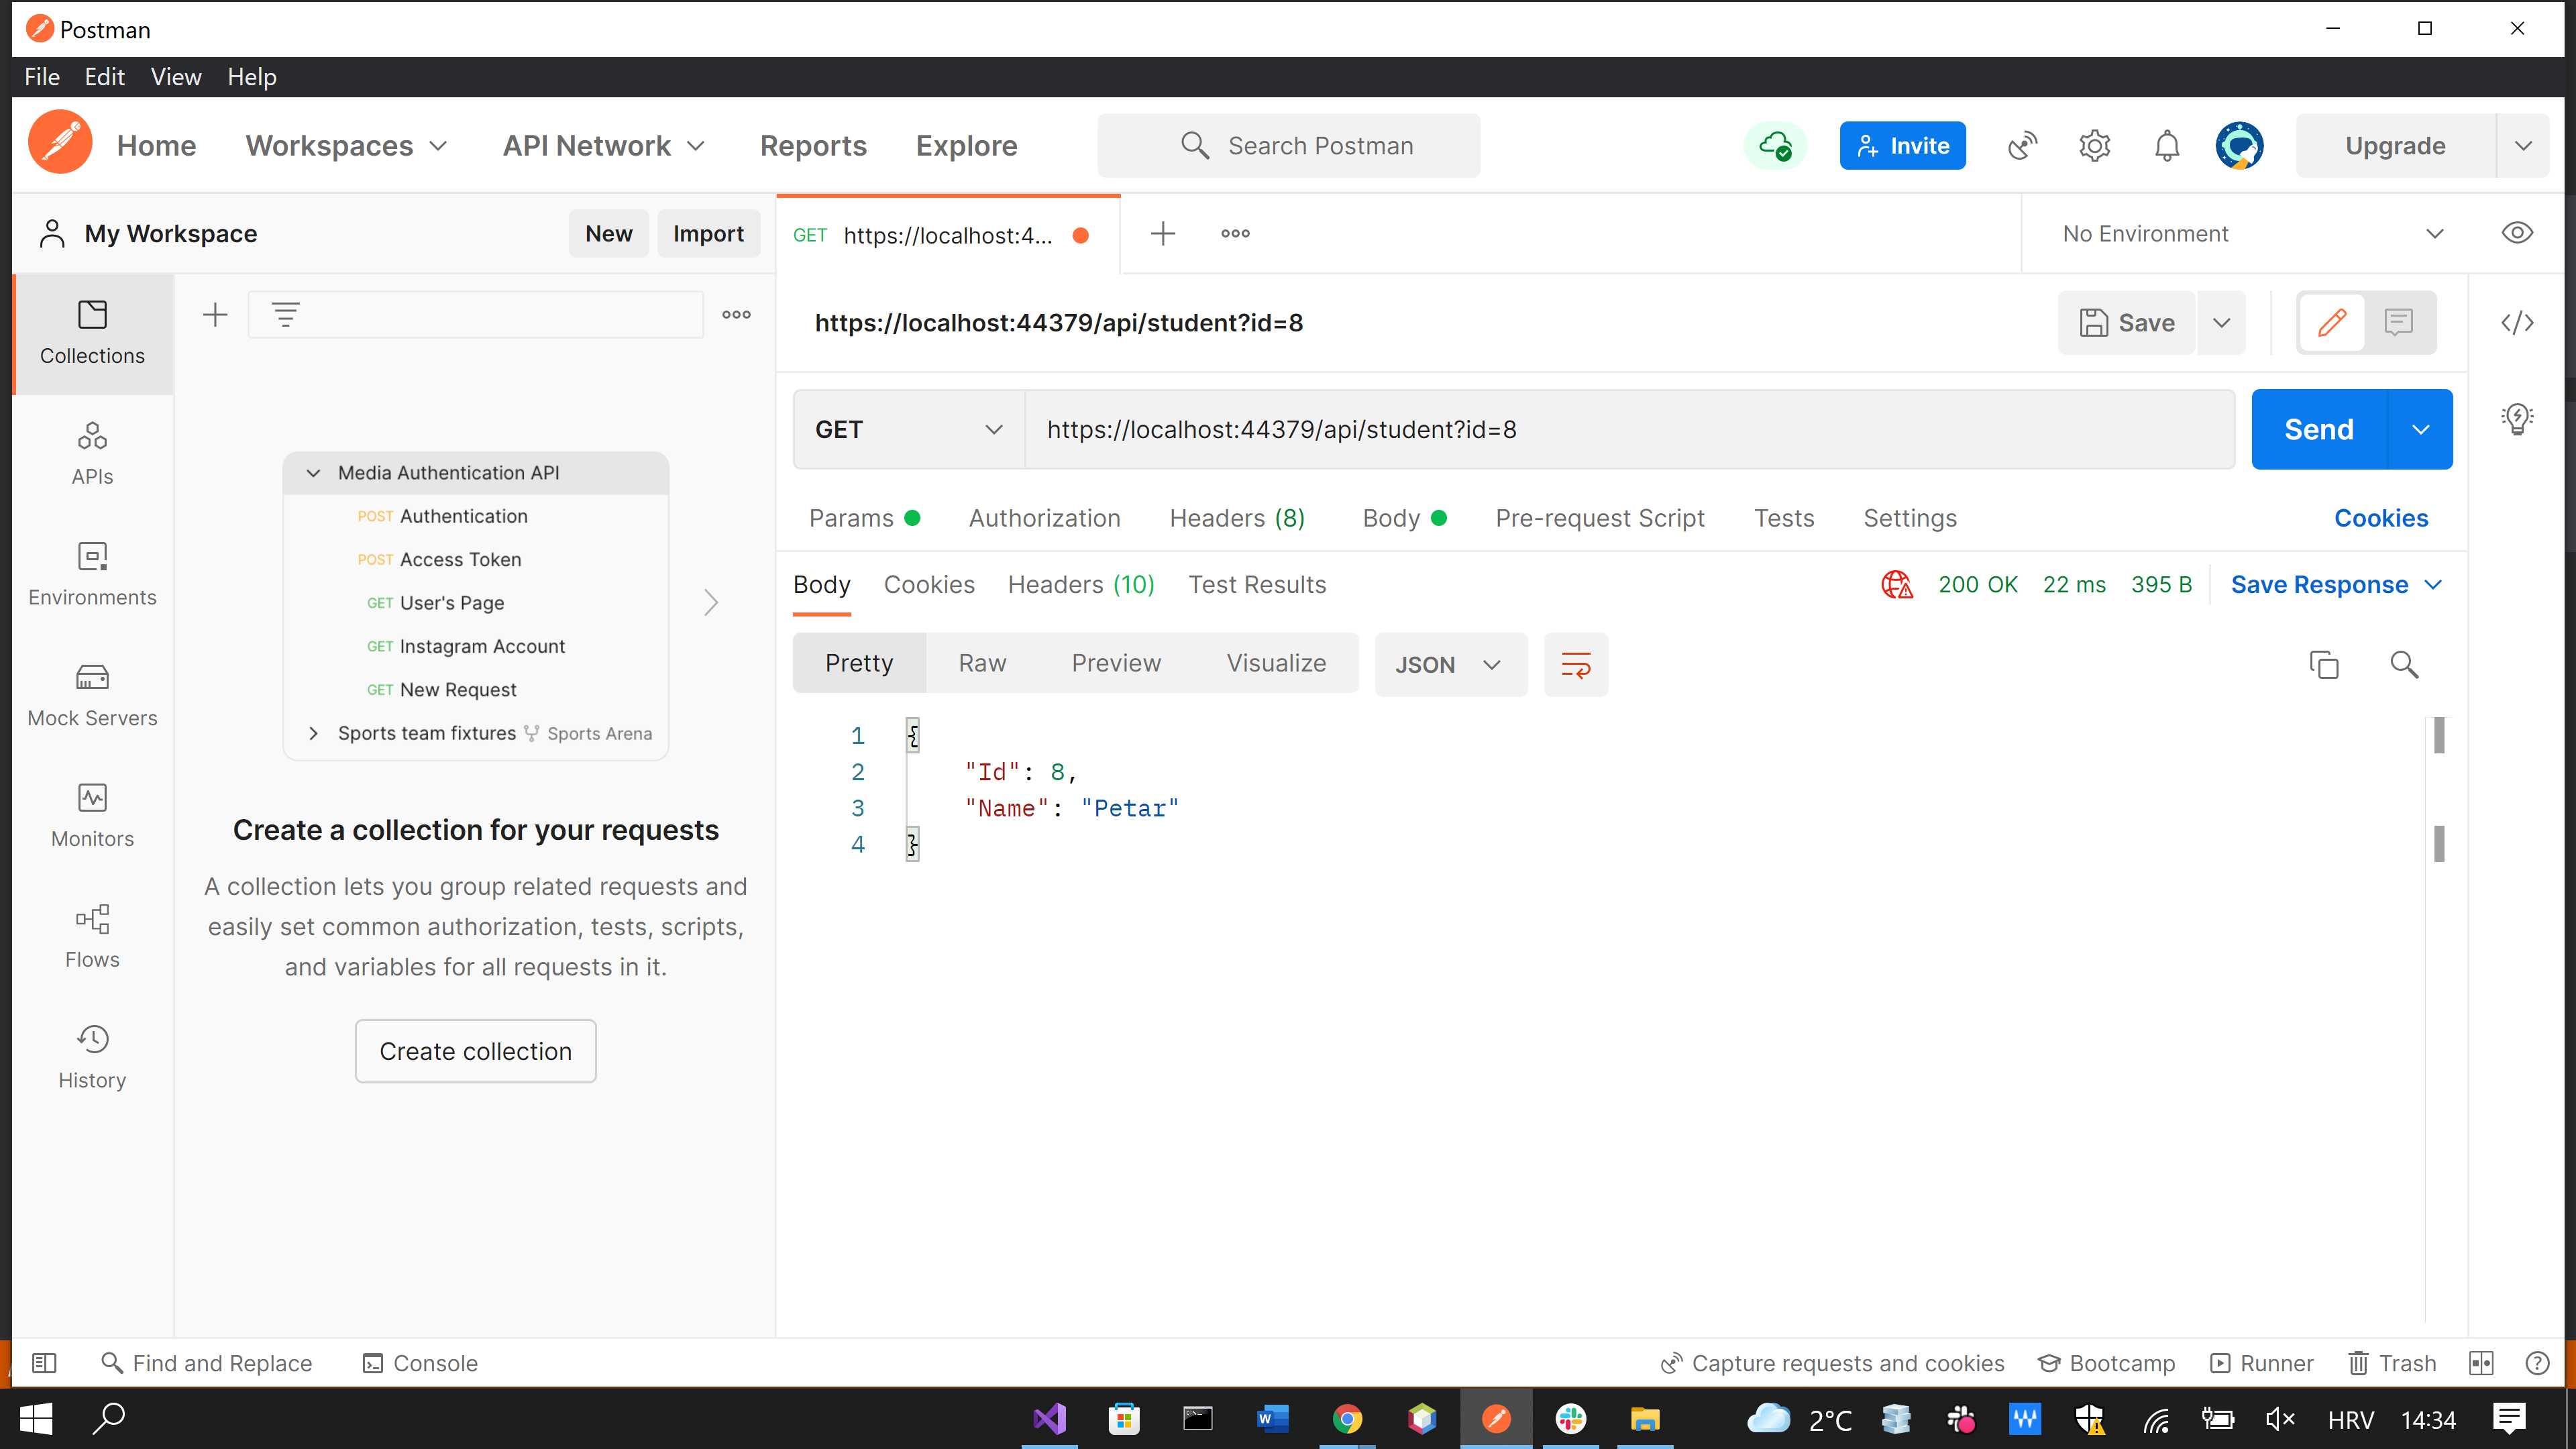 Postman
File Edit View Help
Home Workspaces API Network Reports Explore Search Postman Invite Upgrade
My Workspace New Import GET https://localhost:4... No Environment
Collections
https://localhost:44379/api/student?id=8 Save
GET https://localhost:44379/api/student?id=8 Send
APIs
Media Authentication API
POST Authentication
POST Access Token
GET User's Page
GET Instagram Account
GET New Request
Sports team fixtures Sports Arena
Params Authorization Headers (8) Body Pre-request Script Tests Settings Cookies
Body Cookies Headers (10) Test Results 200 OK 22 ms 395 B Save Response
Environments
Pretty Raw Preview Visualize JSON
Mock Servers
1 {
2 "Id": 8,
3 "Name": "Petar"
4 }
Monitors
Create a collection for your requests
A collection lets you group related requests and
easily set common authorization, tests, scripts,
and variables for all requests in it.
Flows
Create collection
History
Find and Replace Console Capture requests and cookies Bootcamp Runner Trash
2°C HRV 14:34